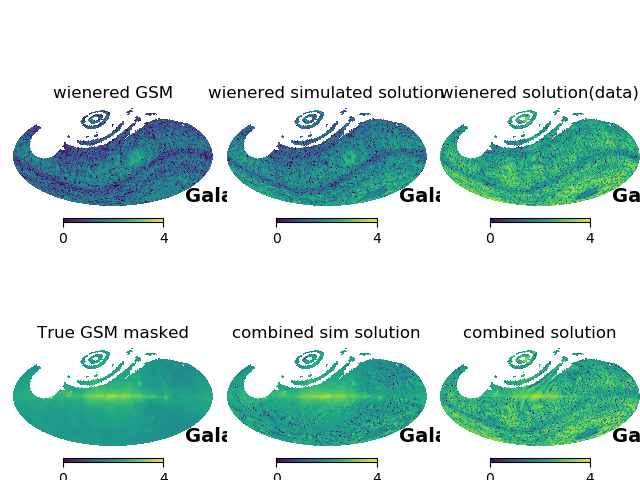 wienered GSM
wienered simulated solution
wienered solution(data)
Gala
Gala
Ga
0 4
0 4
0 4
True GSM masked
combined sim solution
combined solution
Gala
Gala
Ga
0 4
0 4
0 4